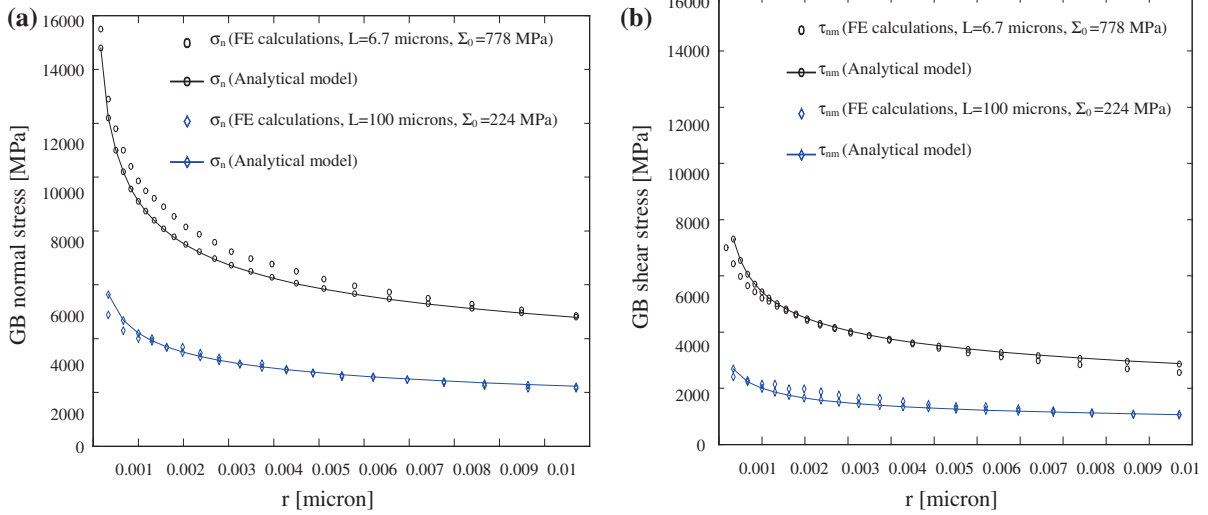 (a)
16000
14000
12000
10000
8000
6000
4000
2000
0
GB normal stress [MPa]
σn (FE calculations, L=6.7 microns, Σ0=778 MPa)
σn (Analytical model)
σn (FE calculations, L=100 microns, Σ0=224 MPa)
σn (Analytical model)
0.001 0.002 0.003 0.004 0.005 0.006 0.007 0.008 0.009 0.01
r [micron]
(b)
16000
14000
12000
10000
8000
6000
4000
2000
0
GB shear stress [MPa]
τnm (FE calculations, L=6.7 microns, Σ0=778 MPa)
τnm (Analytical model)
τnm (FE calculations, L=100 microns, Σ0=224 MPa)
τnm (Analytical model)
0.001 0.002 0.003 0.004 0.005 0.006 0.007 0.008 0.009 0.01
r [micron]